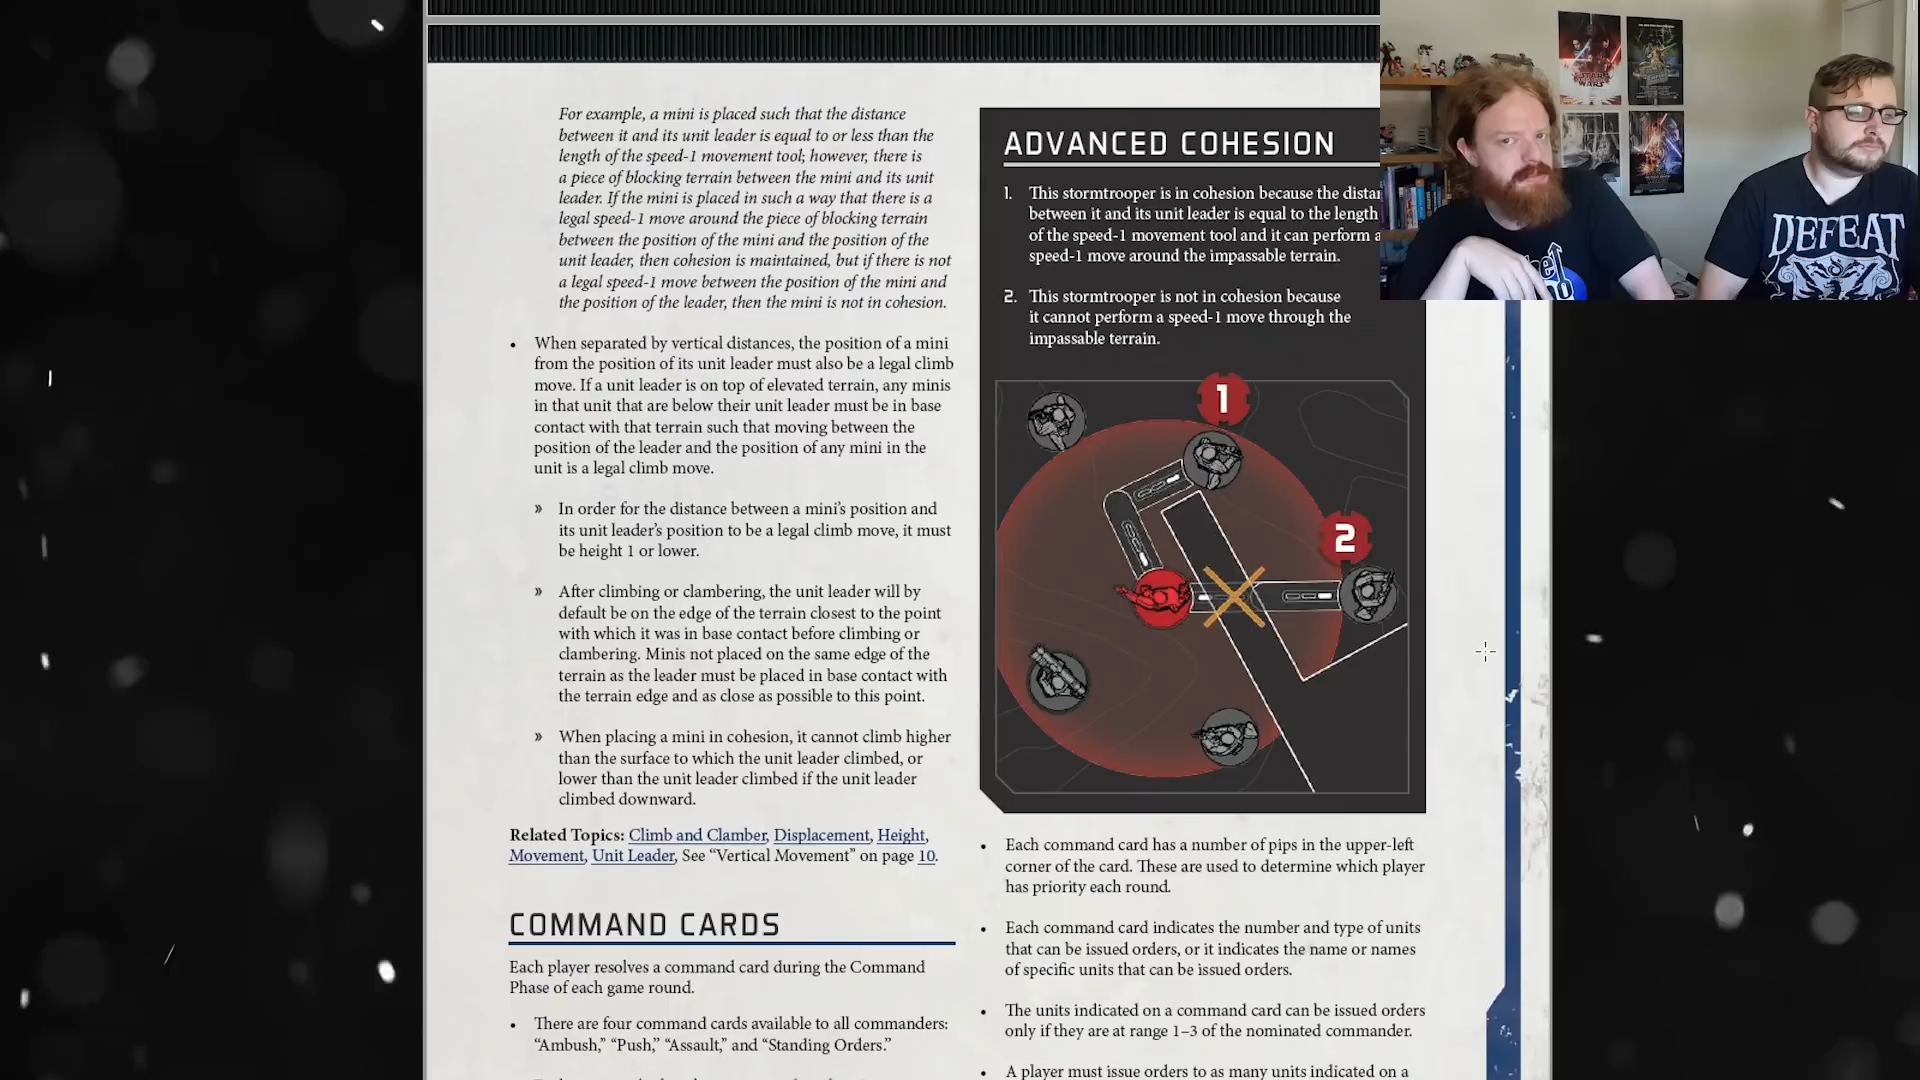 For example, a mini is placed such that the distance
between it and its unit leader is equal to or less than the
length of the speed-1 movement tool; however, there is
a piece of blocking terrain between the mini and its unit
leader. If the mini is placed in such a way that there is a
legal speed-1 move around the piece of blocking terrain
between the position of the mini and the position of the
unit leader, then cohesion is maintained, but if there is not
a legal speed-1 move between the position of the mini and
the position of the leader, then the mini is not in cohesion.
• When separated by vertical distances, the position of a mini
from the position of its unit leader must also be a legal climb
move. If a unit leader is on top of elevated terrain, any minis
in that unit that are below their unit leader must be in base
contact with that terrain such that moving between the
position of the leader and the position of any mini in the
unit is a legal climb move.
» In order for the distance between a mini's position and
its unit leader's position to be a legal climb move, it must
be height 1 or lower.
» After climbing or clambering, the unit leader will by
default be on the edge of the terrain closest to the point
with which it was in base contact before climbing or
clambering. Minis not placed on the same edge of the
terrain as the leader must be placed in base contact with
the terrain edge and as close as possible to this point.
» When placing a mini in cohesion, it cannot climb higher
than the surface to which the unit leader climbed, or
lower than the unit leader climbed if the unit leader
climbed downward.
Related Topics: Climb and Clamber, Displacement, Height,
Movement, Unit Leader, See “Vertical Movement” on page 10.
COMMAND CARDS
Each player resolves a command card during the Command
Phase of each game round.
• There are four command cards available to all commanders:
“Ambush,” “Push,” “Assault,” and “Standing Orders.”
ADVANCED COHESION
1. This stormtrooper is in cohesion because the
between it and its unit leader is equal to the length
of the speed-1 movement tool and it can perform a
speed-1 move around the impassable terrain.
2. This stormtrooper is not in cohesion because
it cannot perform a speed-1 move through the
impassable terrain.
1
2
• Each command card has a number of pips in the upper-left
corner of the card. These are used to determine which player
has priority each round.
• Each command card indicates the number and type of units
that can be issued orders, or it indicates the name or names
of specific units that can be issued orders.
• The units indicated on a command card can be issued orders
only if they are at range 1–3 of the nominated commander.
• A player must issue orders to as many units indicated on a
STAR
WARS
DEFEAT